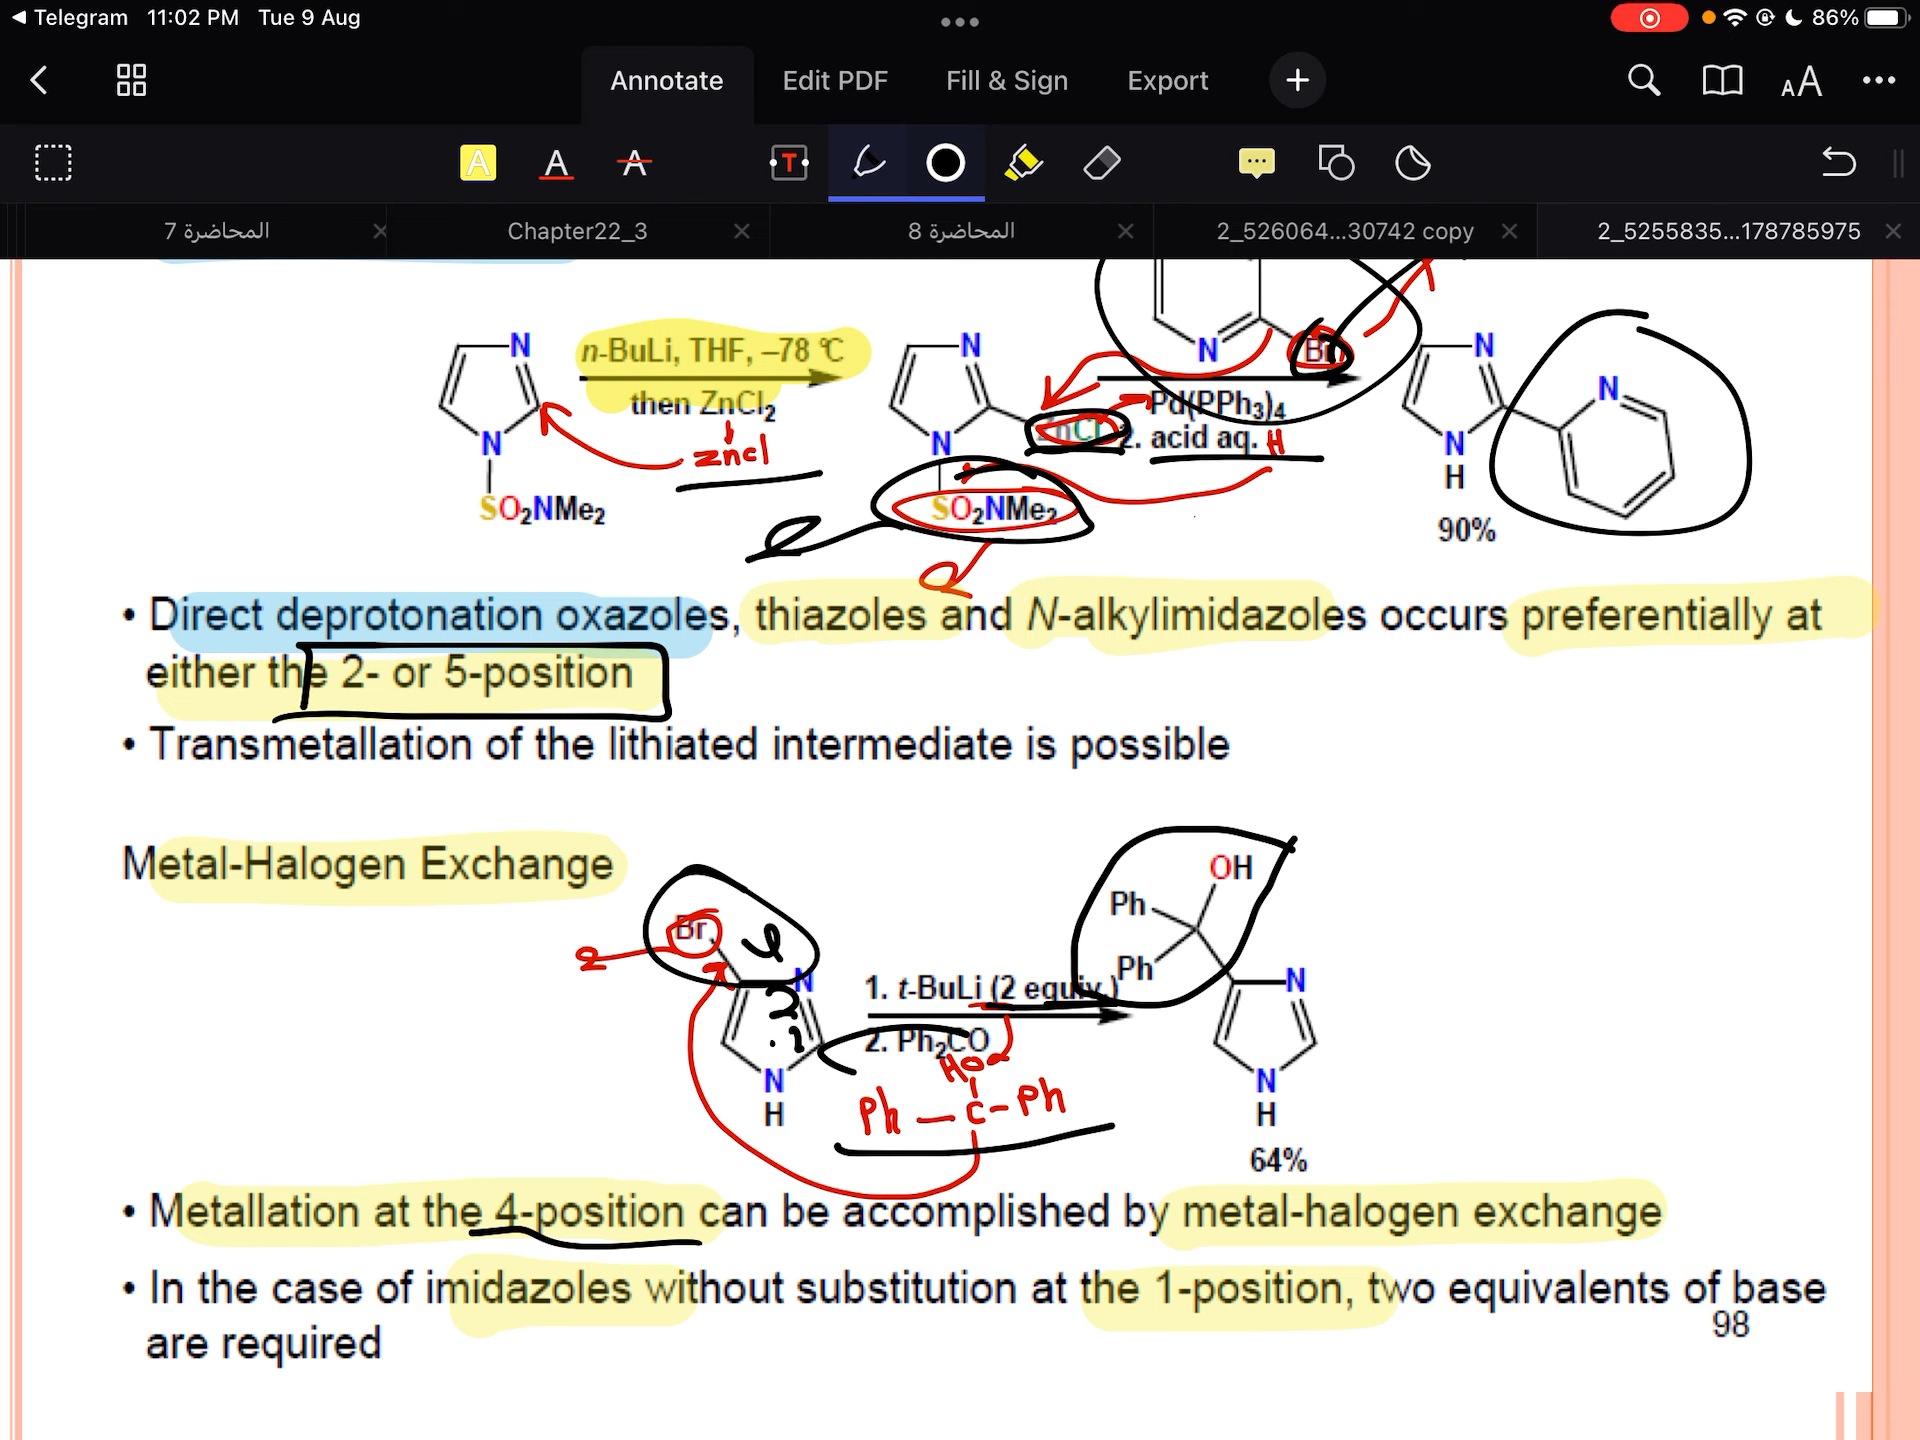 Telegram 11:02 PM Tue 9 Aug 86%
Annotate Edit PDF Fill & Sign Export
المحاضرة 7 Chapter22_3 المحاضرة 8 2_526064...30742 copy 2_5255835...178785975
N N Br N
n-BuLi, THF, –78 °C
then ZnCl2
zncl
N
SO2NMe2
N
N
ZnCl
SO2NMe2
Pd(PPh3)4
2. acid aq. H
N
N
H
N
90%
• Direct deprotonation oxazoles, thiazoles and N-alkylimidazoles occurs preferentially at
either the 2- or 5-position
• Transmetallation of the lithiated intermediate is possible
Metal-Halogen Exchange
Br
N
N
H
1. t-BuLi (2 equiv.)
2. Ph2CO
HO
Ph – C – Ph
OH
Ph
Ph
N
N
H
64%
• Metallation at the 4-position can be accomplished by metal-halogen exchange
• In the case of imidazoles without substitution at the 1-position, two equivalents of base
are required
98